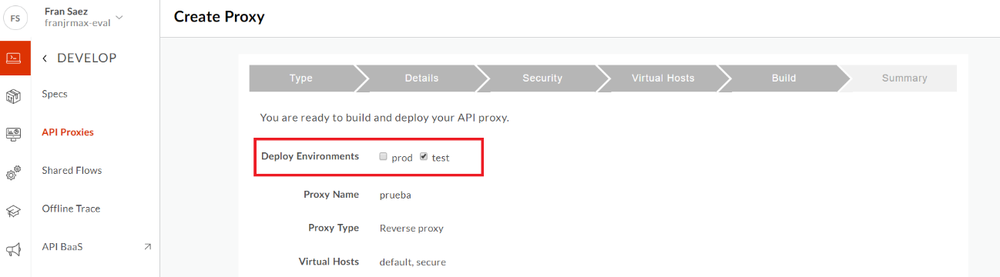 FS
Fran Saez
franjrmax-eval
DEVELOP
Specs
API Proxies
Shared Flows
Offline Trace
API BaaS
Create Proxy
Type
Details
Security
Virtual Hosts
Build
Summary
You are ready to build and deploy your API proxy.
Deploy Environments prod test
Proxy Name prueba
Proxy Type Reverse proxy
Virtual Hosts default, secure